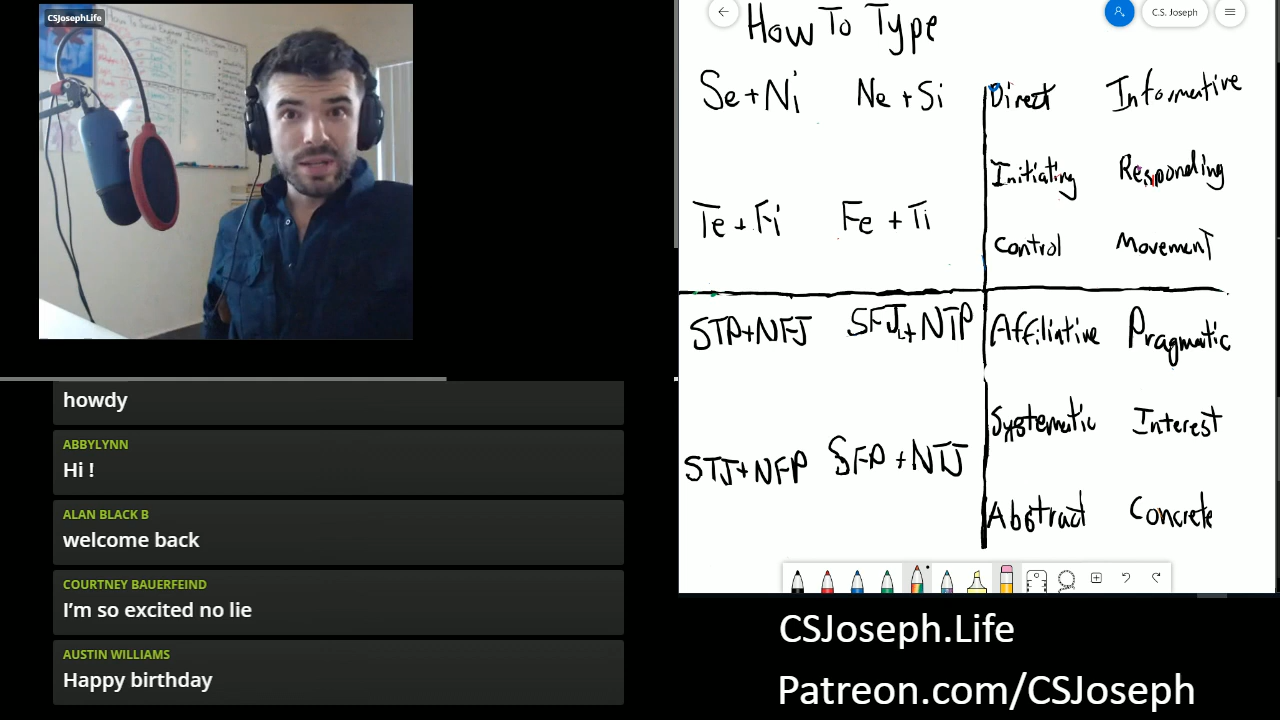 CSJosephLife
howdy
ABBYLYNN
Hi !
ALAN BLACK B
welcome back
COURTNEY BAUERFEIND
I'm so excited no lie
AUSTIN WILLIAMS
Happy birthday
C.S. Joseph
How To Type
Se+Ni Ne+Si Direct Informative
Initiating Responding
Te+Fi Fe+Ti
Control Movement
STP+NFJ SFJ+NTP Affiliative Pragmatic
Systematic Interest
STJ+NFP SFP+NTJ
Abstract Concrete
CSJoseph.Life
Patreon.com/CSJoseph